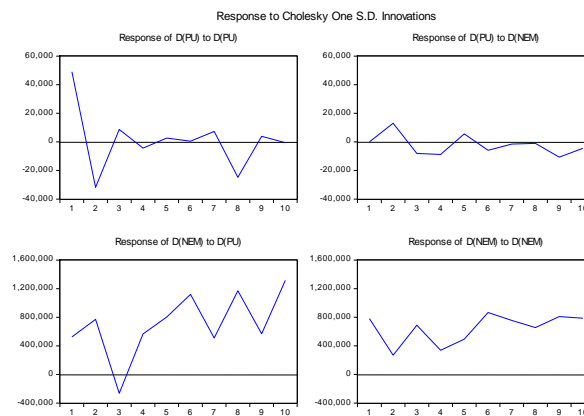 Response to Cholesky One S.D. Innovations
Response of D(PU) to D(PU)
60,000
40,000
20,000
0
-20,000
-40,000
1 2 3 4 5 6 7 8 9 10
Response of D(PU) to D(NEM)
60,000
40,000
20,000
0
-20,000
-40,000
1 2 3 4 5 6 7 8 9 10
Response of D(NEM) to D(PU)
1,600,000
1,200,000
800,000
400,000
0
-400,000
1 2 3 4 5 6 7 8 9 10
Response of D(NEM) to D(NEM)
1,600,000
1,200,000
800,000
400,000
0
-400,000
1 2 3 4 5 6 7 8 9 10